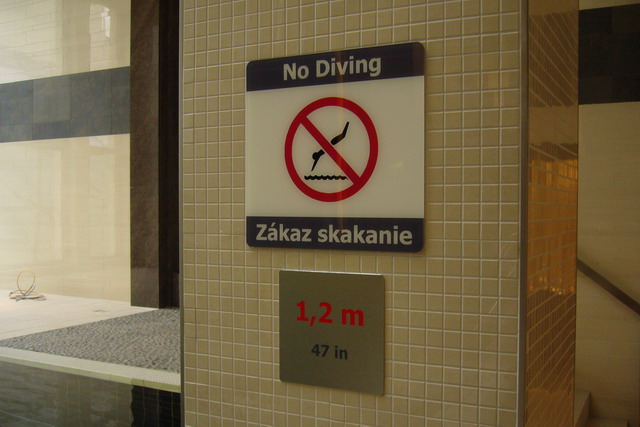 No Diving
Zákaz skakanie
1,2 m
47 in